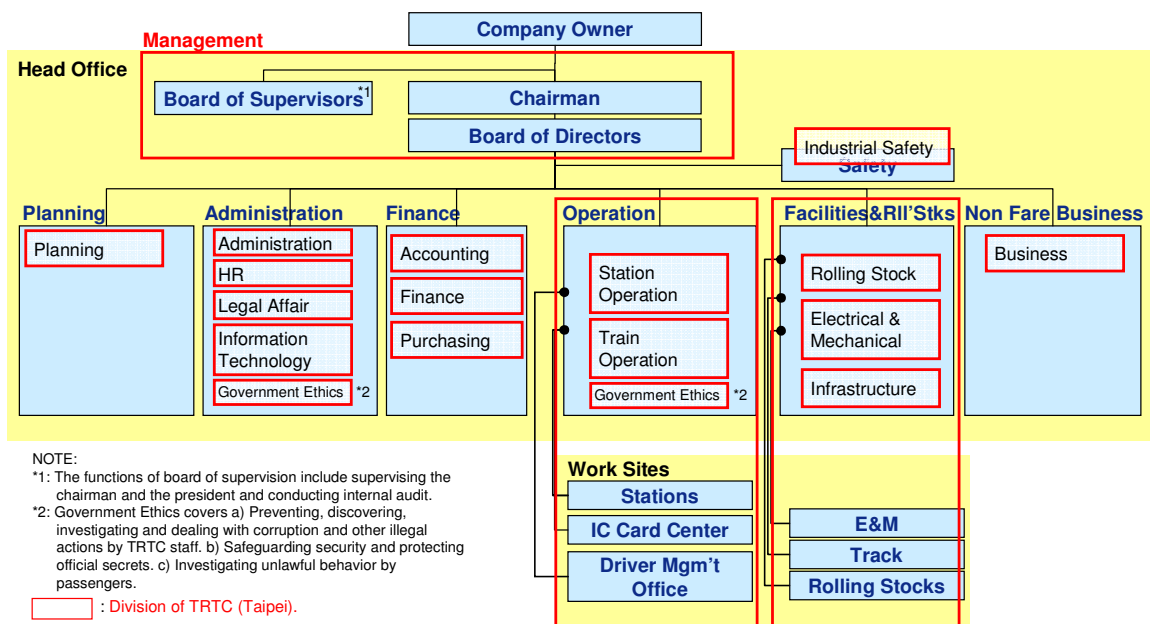 Company Owner
Management
Head Office
Board of Supervisors*1
Chairman
Board of Directors
Industrial Safety
Safety
Planning
Administration
Finance
Operation
Facilities&Rll'Stks
Non Fare Business
Planning
Administration
HR
Legal Affair
Information
Technology
Government Ethics *2
Accounting
Finance
Purchasing
Station
Operation
Train
Operation
Government Ethics *2
Rolling Stock
Electrical &
Mechanical
Infrastructure
Business
NOTE:
*1: The functions of board of supervision include supervising the
chairman and the president and conducting internal audit.
*2: Government Ethics covers a) Preventing, discovering,
investigating and dealing with corruption and other illegal
actions by TRTC staff. b) Safeguarding security and protecting
official secrets. c) Investigating unlawful behavior by
passengers.
: Division of TRTC (Taipei).
Work Sites
Stations
IC Card Center
Driver Mgm't
Office
E&M
Track
Rolling Stocks